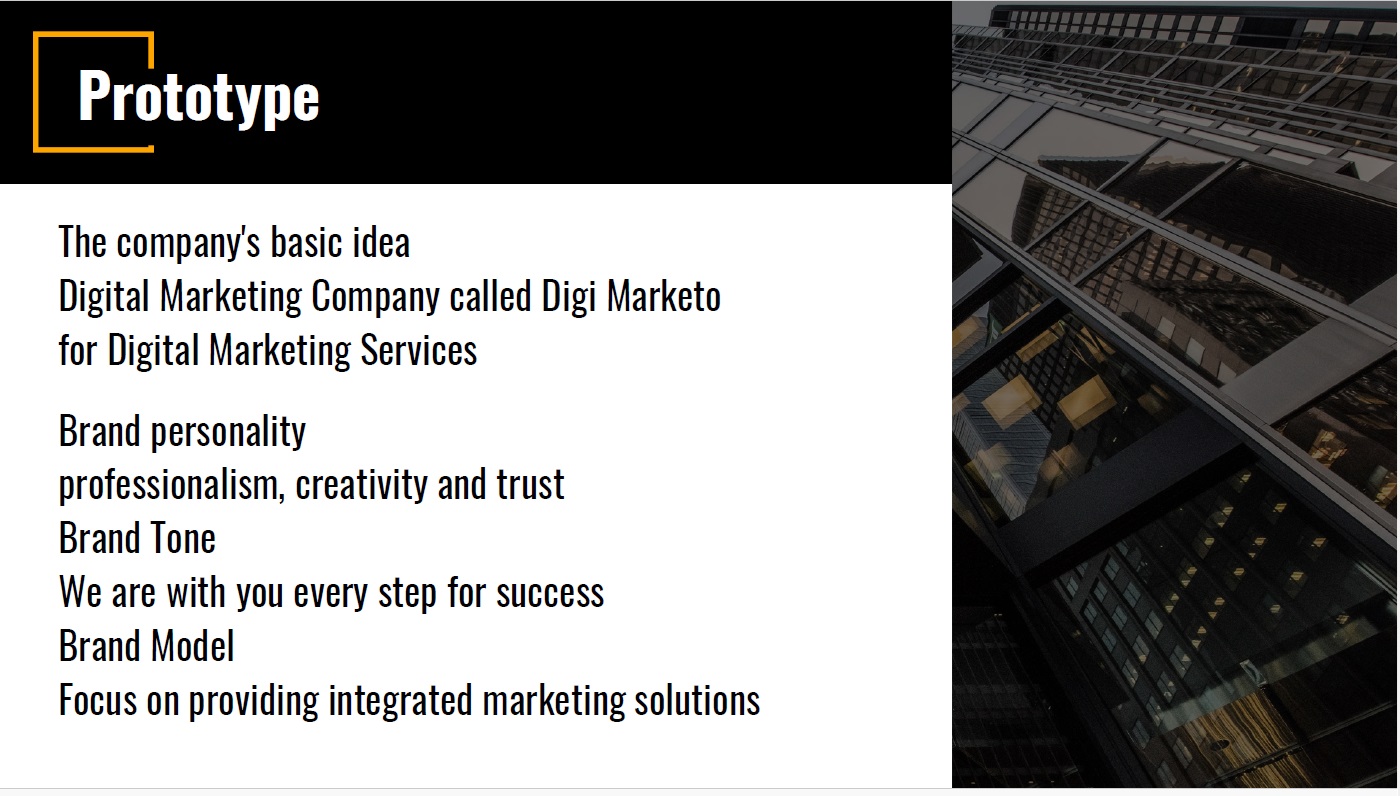 Prototype
The company's basic idea
Digital Marketing Company called Digi Marketo
for Digital Marketing Services
Brand personality
professionalism, creativity and trust
Brand Tone
We are with you every step for success
Brand Model
Focus on providing integrated marketing solutions